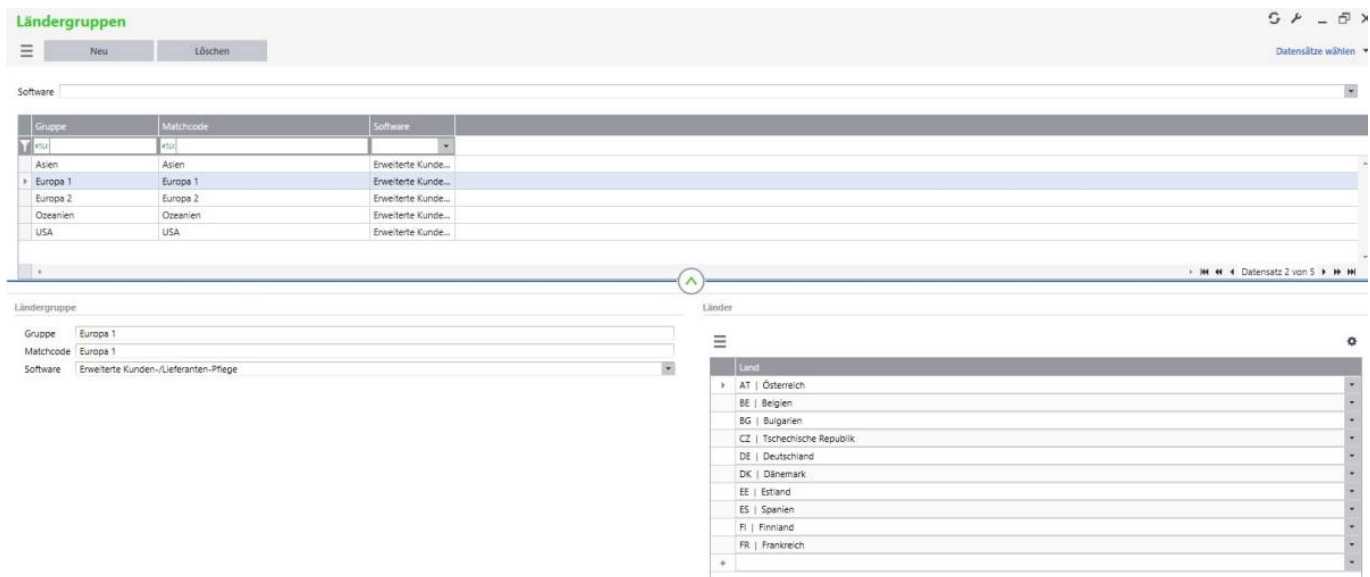 Ländergruppen
Neu Löschen Datensätze wählen
Software
Gruppe Matchcode Software
Asien Asien Erweiterte Kunde...
Europa 1 Europa 1 Erweiterte Kunde...
Europa 2 Europa 2 Erweiterte Kunde...
Ozeanien Ozeanien Erweiterte Kunde...
USA USA Erweiterte Kunde...
Datensatz 2 von 5
Ländergruppe
Gruppe Europa 1
Matchcode Europa 1
Software Erweiterte Kunden-/Lieferanten-Pflege
Länder
Land
AT | Österreich
BE | Belgien
BG | Bulgarien
CZ | Tschechische Republik
DE | Deutschland
DK | Dänemark
EE | Estland
ES | Spanien
FI | Finnland
FR | Frankreich